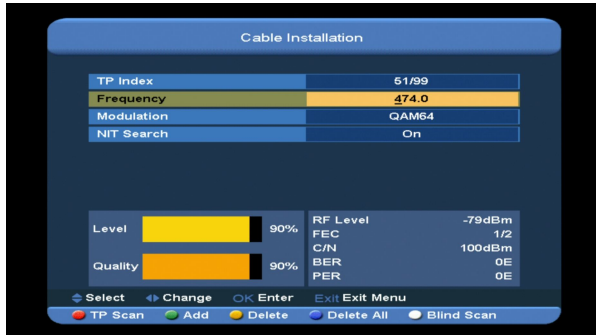 Cable Installation
TP Index 51/99
Frequency 474.0
Modulation QAM64
NIT Search On
Level 90%
Quality 90%
RF Level -79dBm
FEC 1/2
C/N 100dBm
BER 0E
PER 0E
Select Change OK Enter Exit Exit Menu
TP Scan Add Delete Delete All Blind Scan